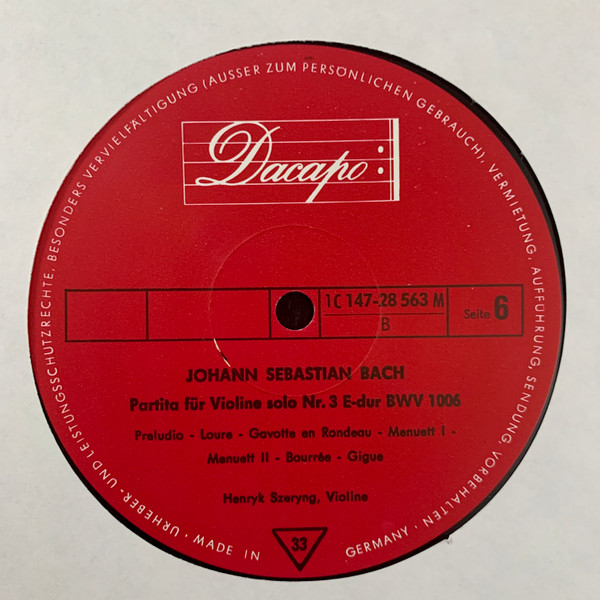 URHEBER- UND LEISTUNGSSCHUTZRECHTE, BESONDERS VERVIELFÄLTIGUNG (AUSSER ZUM PERSÖNLICHEN GEBRAUCH), VERMIETUNG, AUFFÜHRUNG, SENDUNG, VORBEHALTEN ·
Dacapo
1C 147-28 563 M
B
Seite 6
JOHANN SEBASTIAN BACH
Partita für Violine solo Nr. 3 E-dur BWV 1006
Preludio - Loure - Gavotte en Rondeau - Menuett I -
Menuett II - Bourrée - Gigue
Henryk Szeryng, Violine
33
MADE IN GERMANY